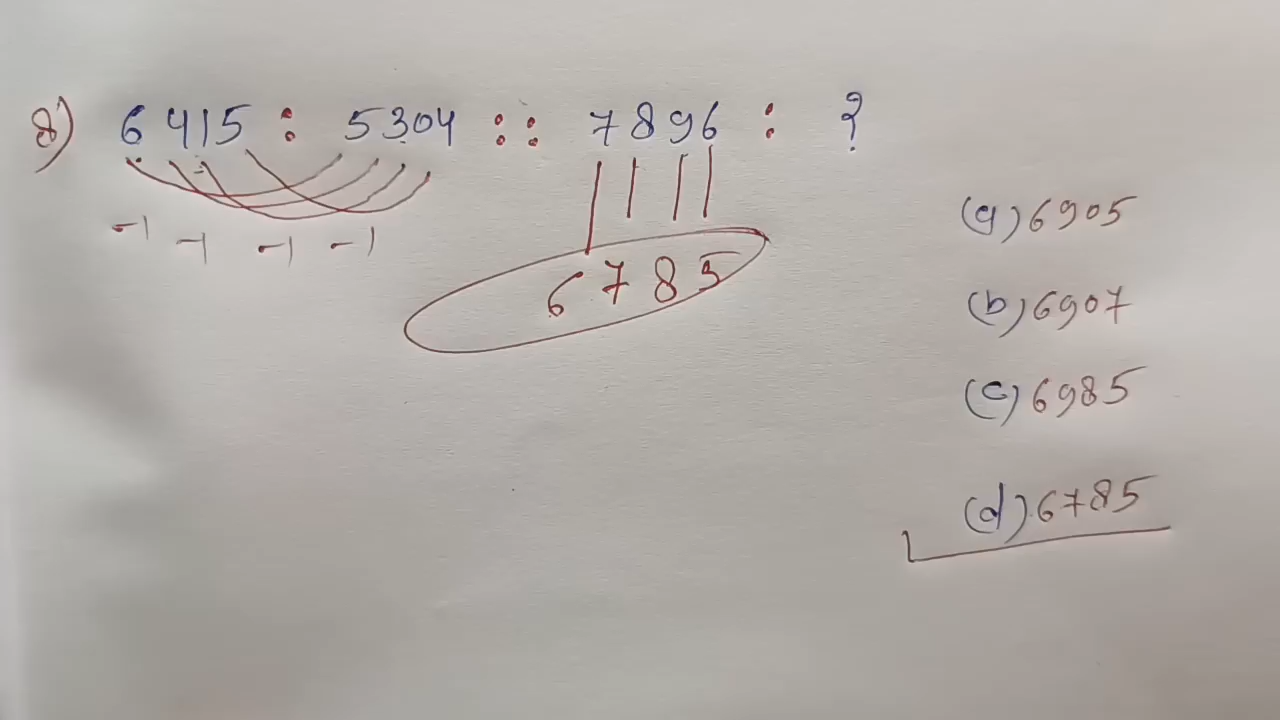 8) 6415 : 5304 :: 7896 : ?
-1 -1 -1 -1
6785
(a) 6905
(b) 6907
(c) 6985
(d) 6785